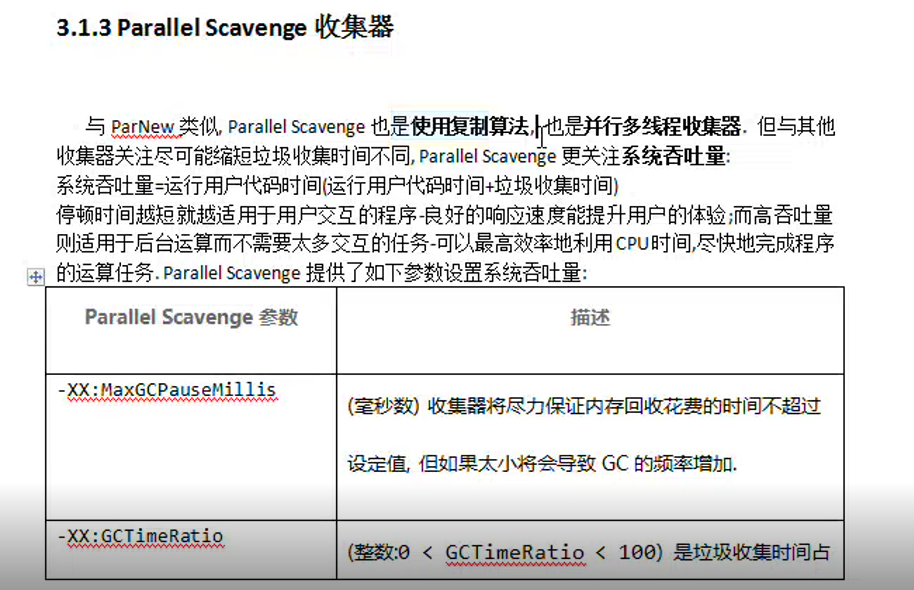 3.1.3 Parallel Scavenge 收集器
与 ParNew 类似, Parallel Scavenge 也是使用复制算法, 也是并行多线程收集器. 但与其他
收集器关注尽可能缩短垃圾收集时间不同, Parallel Scavenge 更关注系统吞吐量:
系统吞吐量=运行用户代码时间(运行用户代码时间+垃圾收集时间)
停顿时间越短就越适用于用户交互的程序-良好的响应速度能提升用户的体验;而高吞吐量
则适用于后台运算而不需要太多交互的任务-可以最高效率地利用CPU时间,尽快地完成程序
的运算任务. Parallel Scavenge 提供了如下参数设置系统吞吐量:
Parallel Scavenge 参数
描述
-XX:MaxGCPauseMillis
(毫秒数) 收集器将尽力保证内存回收花费的时间不超过
设定值, 但如果太小将会导致 GC 的频率增加.
-XX:GCTimeRatio
(整数:0 < GCTimeRatio < 100) 是垃圾收集时间占